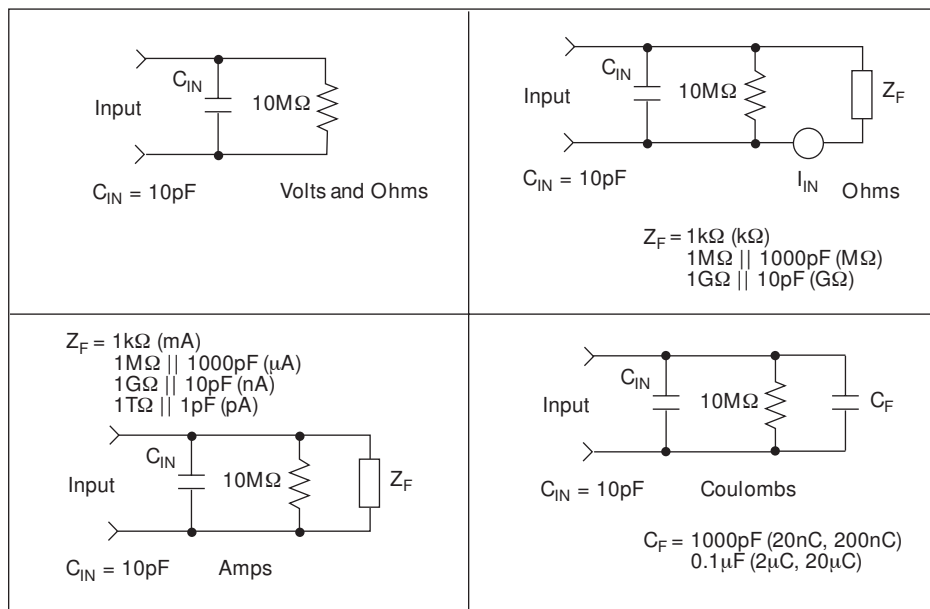 C_IN
Input
10MΩ
C_IN = 10pF
Volts and Ohms
C_IN
Input
10MΩ
Z_F
C_IN = 10pF
I_IN
Ohms
Z_F = 1kΩ (kΩ)
1MΩ || 1000pF (MΩ)
1GΩ || 10pF (GΩ)
Z_F = 1kΩ (mA)
1MΩ || 1000pF (μA)
1GΩ || 10pF (nA)
1TΩ || 1pF (pA)
C_IN
Input
10MΩ
Z_F
C_IN = 10pF
Amps
C_IN
Input
10MΩ
C_F
C_IN = 10pF
Coulombs
C_F = 1000pF (20nC, 200nC)
0.1μF (2μC, 20μC)